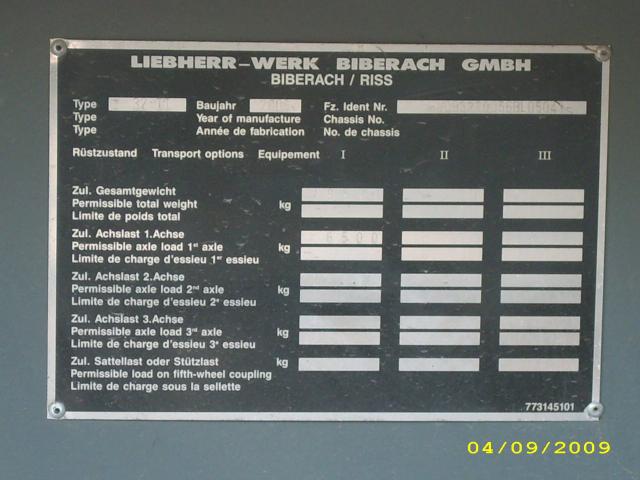 LIEBHERR-WERK BIBERACH GMBH
BIBERACH / RISS
Type Baujahr Fz. Ident Nr.
Type Year of manufacture Chassis No.
Type Année de fabrication No. de chassis
Rüstzustand Transport options Equipement I II III
Zul. Gesamtgewicht
Permissible total weight kg
Limite de poids total
Zul. Achslast 1.Achse 6500
Permissible axle load 1st axle kg
Limite de charge d'essieu 1er essieu
Zul. Achslast 2.Achse
Permissible axle load 2nd axle kg
Limite de charge d'essieu 2e essieu
Zul. Achslast 3.Achse
Permissible axle load 3rd axle kg
Limite de charge d'essieu 3e essieu
Zul. Sattellast oder Stützlast kg
Permissible load on fifth-wheel coupling
Limite de charge sous la sellette
773145101
04/09/2009